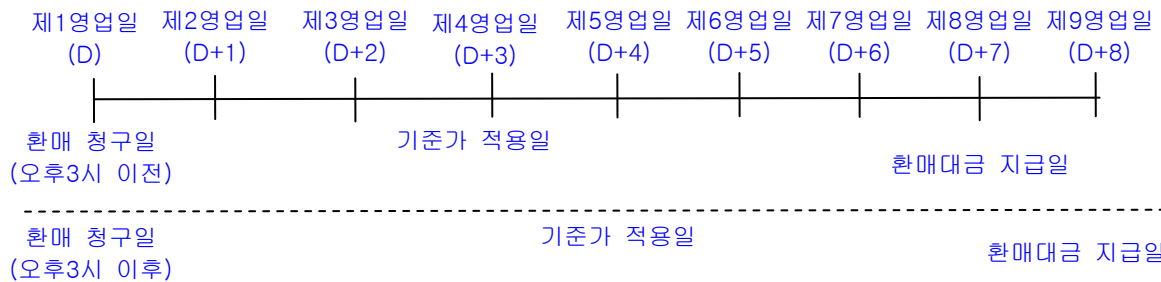 제1영업일 제2영업일 제3영업일 제4영업일 제5영업일 제6영업일 제7영업일 제8영업일 제9영업일
(D) (D+1) (D+2) (D+3) (D+4) (D+5) (D+6) (D+7) (D+8)
환매 청구일 기준가 적용일
(오후3시 이전) 환매대금 지급일
환매 청구일 기준가 적용일
(오후3시 이후) 환매대금 지급일